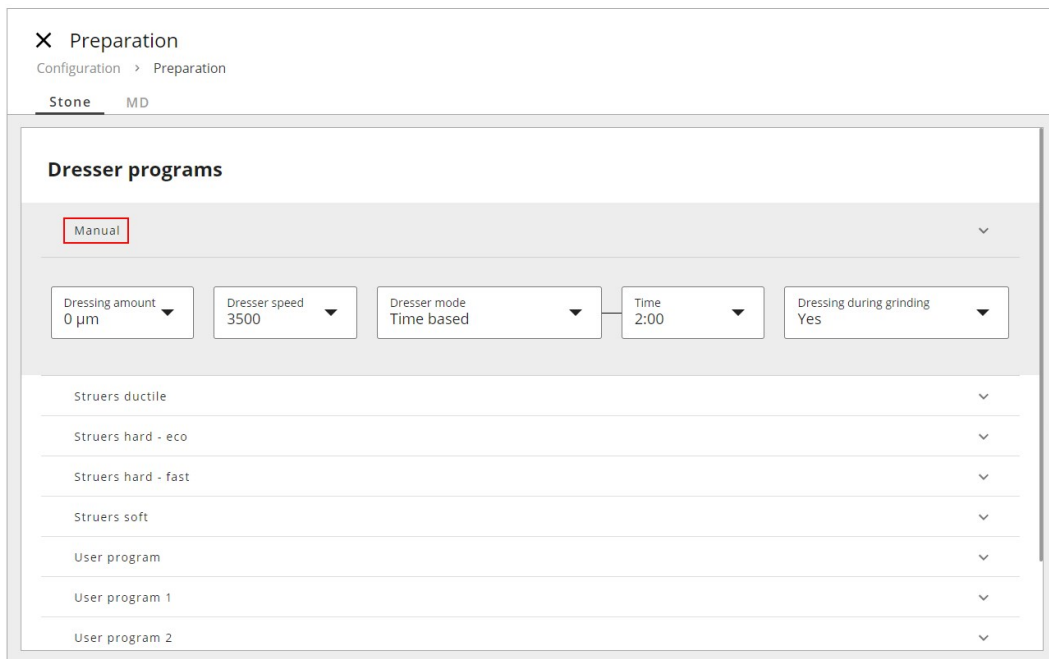 Preparation
Configuration > Preparation
Stone MD
Dresser programs
Manual
Dressing amount Dresser speed Dresser mode Time Dressing during grinding
0 μm 3500 Time based 2:00 Yes
Struers ductile
Struers hard - eco
Struers hard - fast
Struers soft
User program
User program 1
User program 2